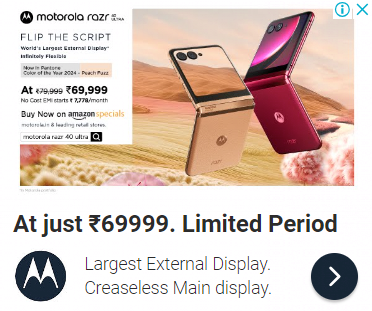 motorola razr 40 ULTRA
FLIP THE SCRIPT
World's Largest External Display*
Infinitely Flexible
Now In Pantone
Color of the Year 2024 - Peach Fuzz
At ₹79,999 ₹69,999
No Cost EMI starts ₹ 7,778/month
Buy Now on amazon specials
motorola.in & leading retail stores.
motorola razr 40 ultra
At just ₹69999. Limited Period
Largest External Display.
Creaseless Main display.